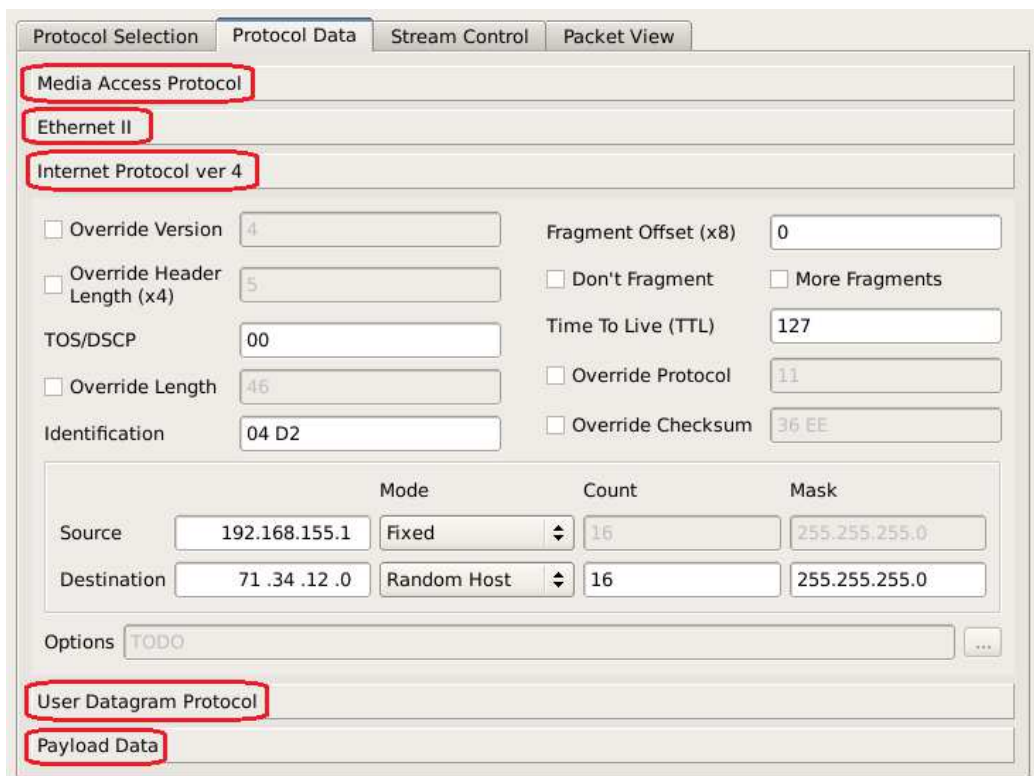 Protocol Selection Protocol Data Stream Control Packet View
Media Access Protocol
Ethernet II
Internet Protocol ver 4
Override Version 4 Fragment Offset (x8) 0
Override Header Length (x4) 5 Don't Fragment More Fragments
TOS/DSCP 00 Time To Live (TTL) 127
Override Length 46 Override Protocol 11
Identification 04 D2 Override Checksum 36 EE
Mode Count Mask
Source 192.168.155.1 Fixed 16 255.255.255.0
Destination 71 .34 .12 .0 Random Host 16 255.255.255.0
Options TODO ...
User Datagram Protocol
Payload Data